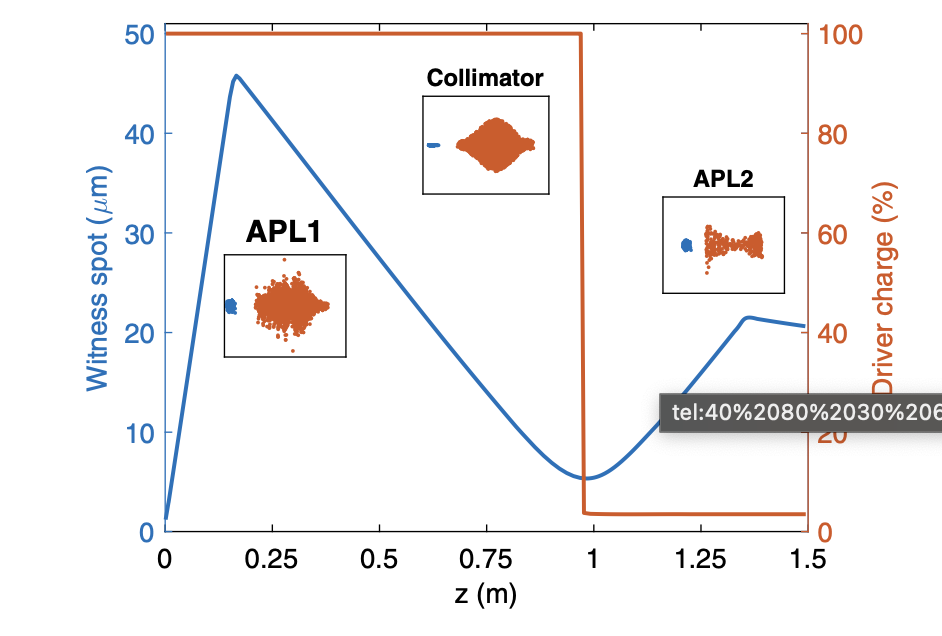 50
40
30
20
10
0
Witness spot (μm)
100
80
60
40
20
0
Driver charge (%)
Collimator
APL2
APL1
tel:40%2080%2030%206
0
0.25
0.5
0.75
1
1.25
1.5
z (m)